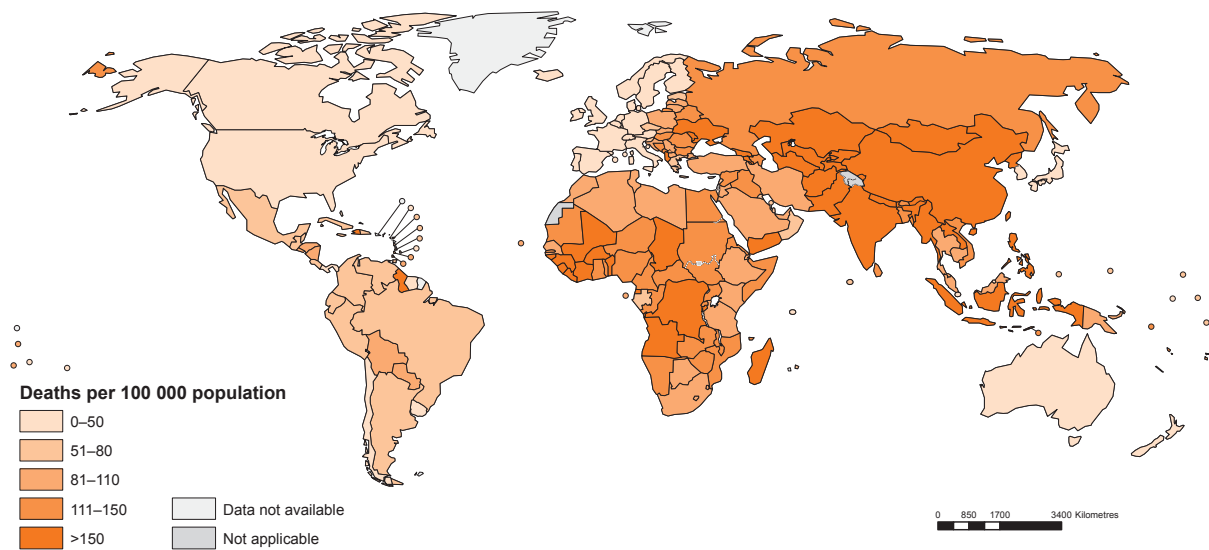 Deaths per 100 000 population
0–50
51–80
81–110
111–150
>150
Data not available
Not applicable
0 850 1700 3400 Kilometres